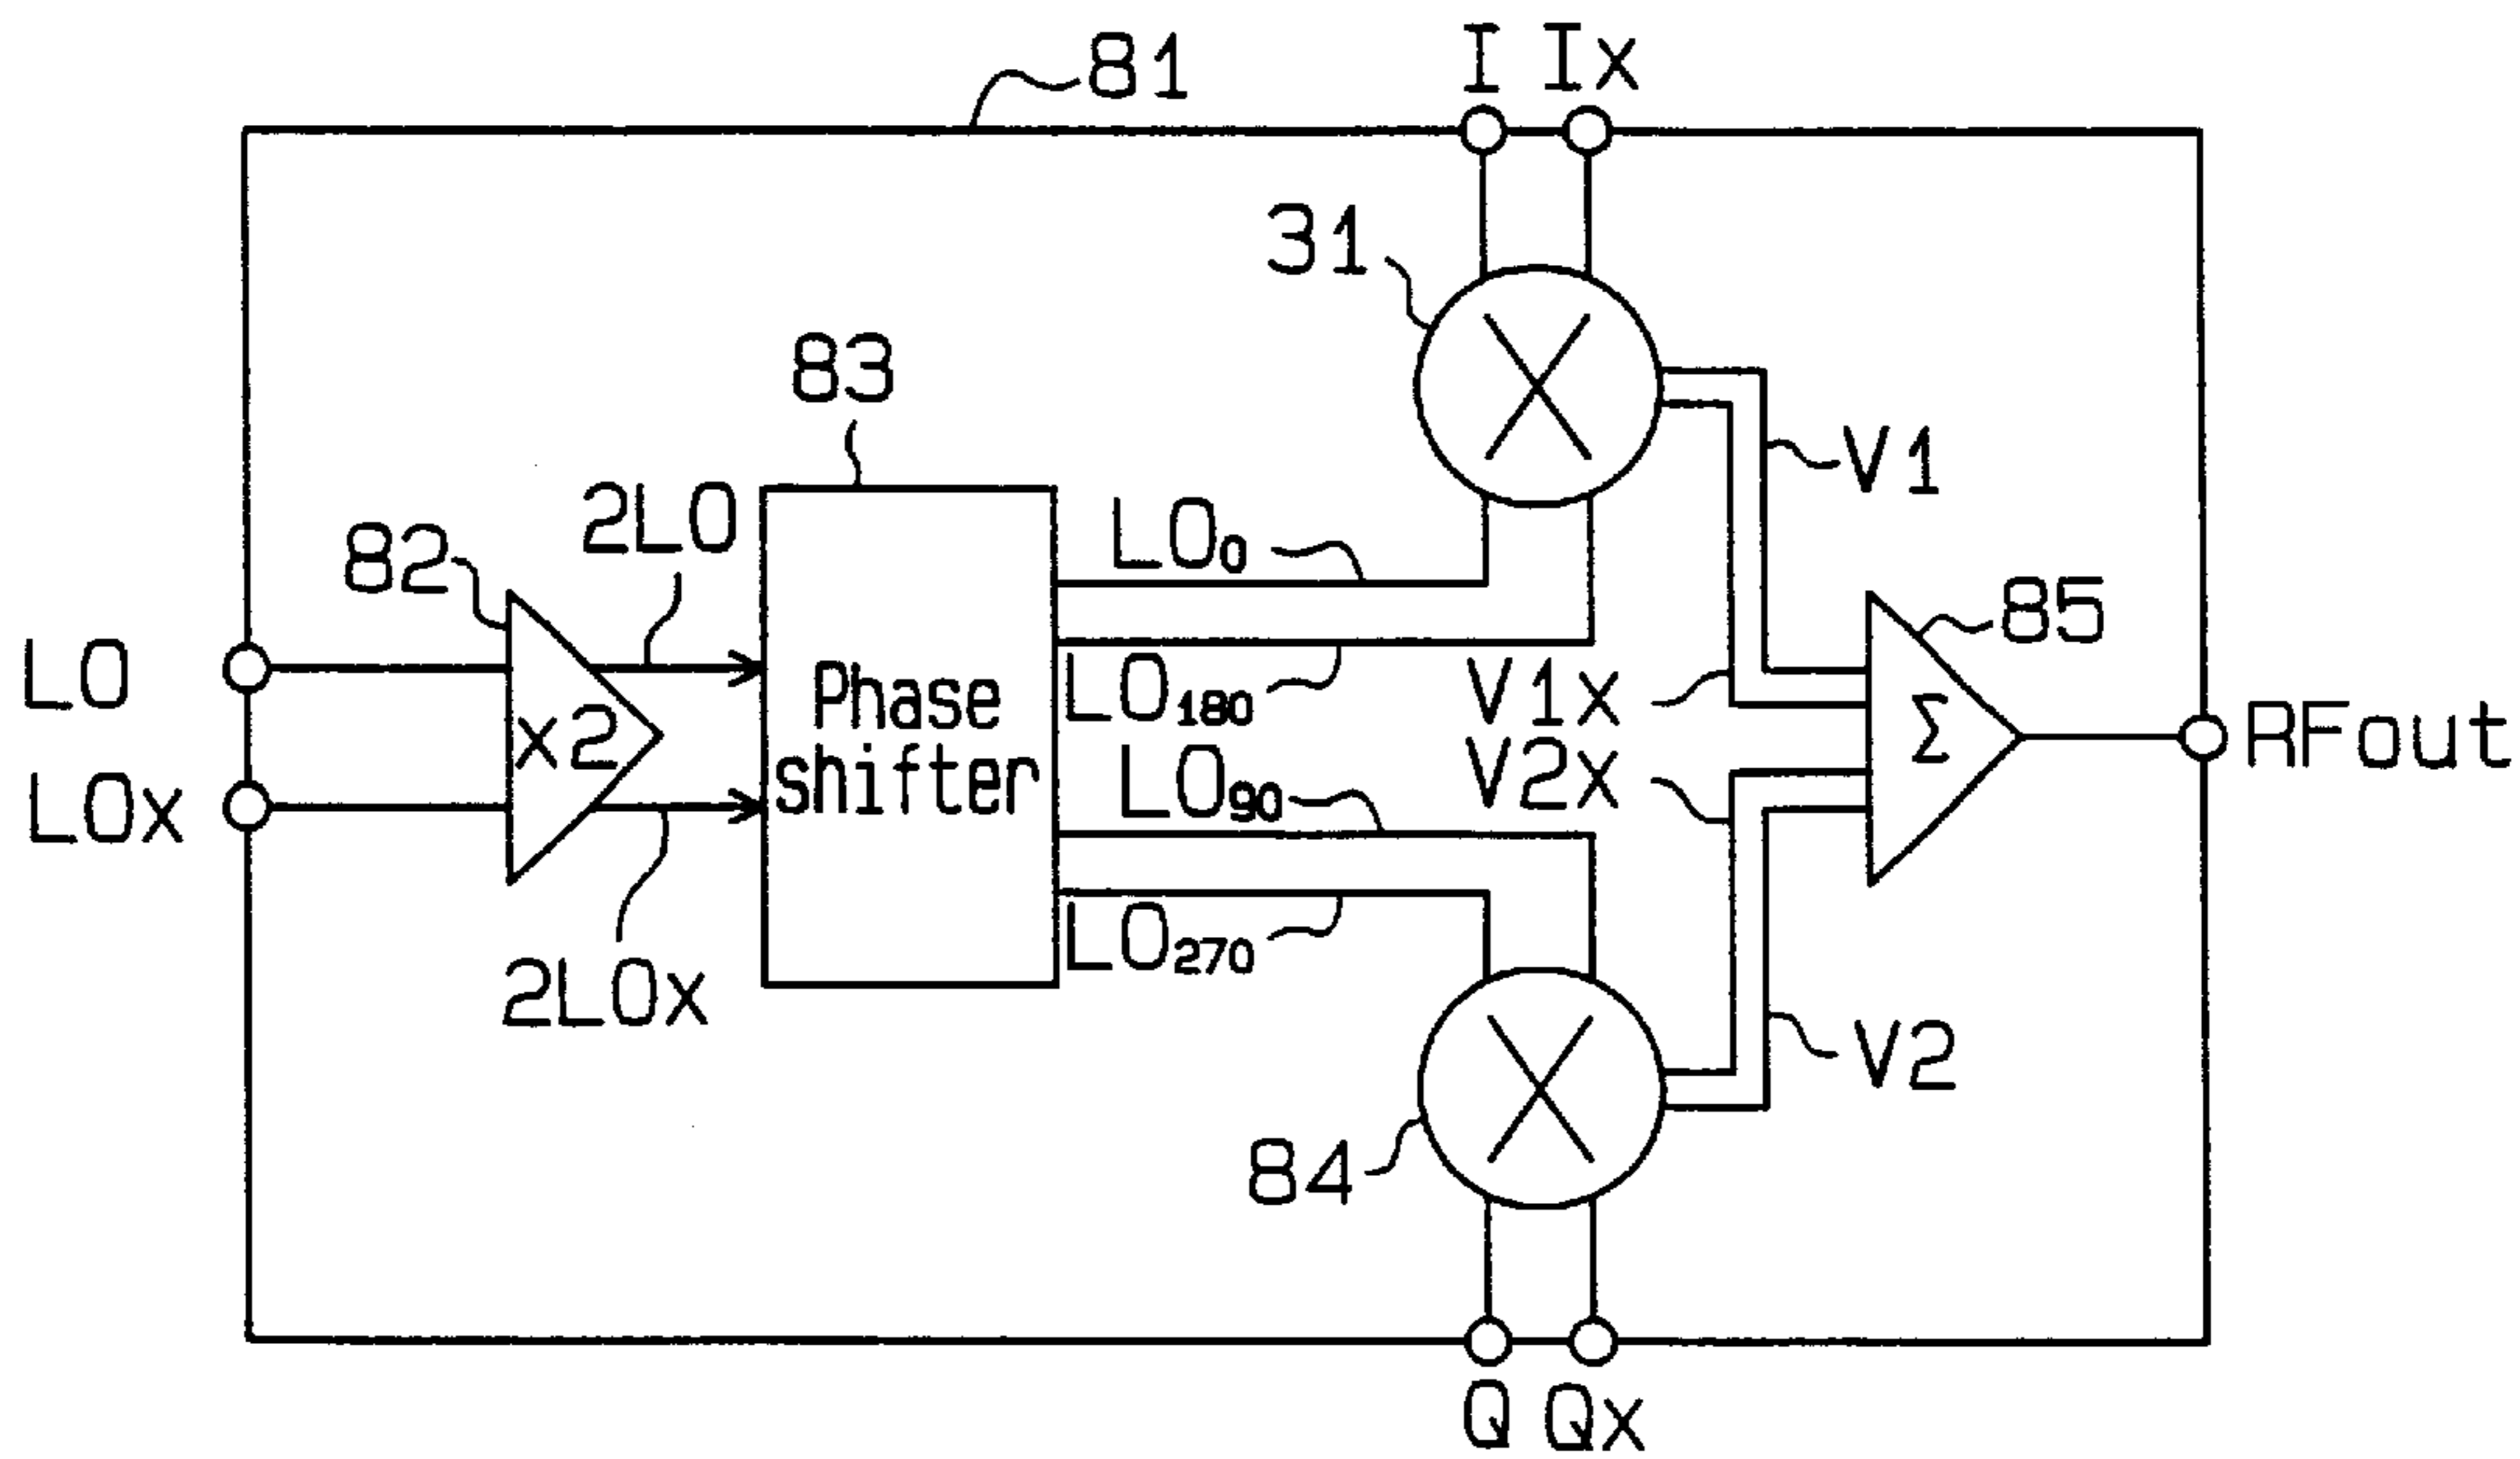 I Ix
81
31
83
V1
2LO
LO₀
82
85
LO
Phase
shifter
LO₁₈₀
V1x
x2
Σ
RFout
V2x
LOx
LO₉₀
LO₂₇₀
2LOx
V2
84
Q Qx